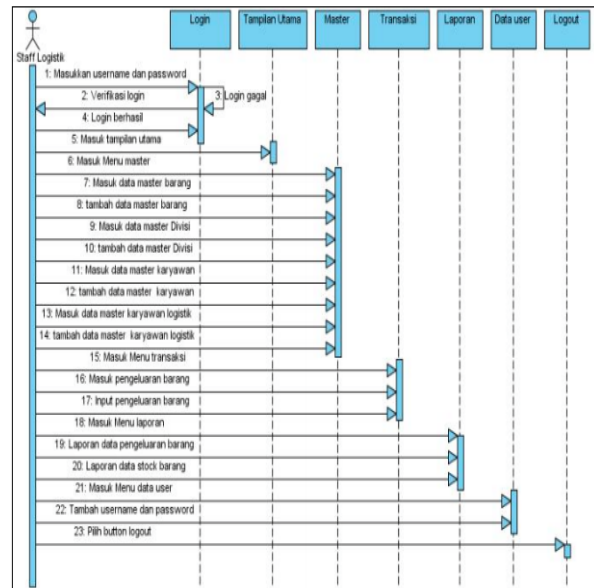 Login
Tampilan Utama
Master
Transaksi
Laporan
Data user
Logout
Staff Logistik
1: Masukkan username dan password
2: Verifikasi login
3: Login gagal
4: Login berhasil
5: Masuk tampilan utama
6: Masuk Menu master
7: Masuk data master barang
8: tambah data master barang
9: Masuk data master Divisi
10: tambah data master Divisi
11: Masuk data master karyawan
12: tambah data master karyawan
13: Masuk data master karyawan logistik
14: tambah data master karyawan logistik
15: Masuk Menu transaksi
16: Masuk pengeluaran barang
17: Input pengeluaran barang
18: Masuk Menu laporan
19: Laporan data pengeluaran barang
20: Laporan data stock barang
21: Masuk Menu data user
22: Tambah username dan password
23: Pilih button logout